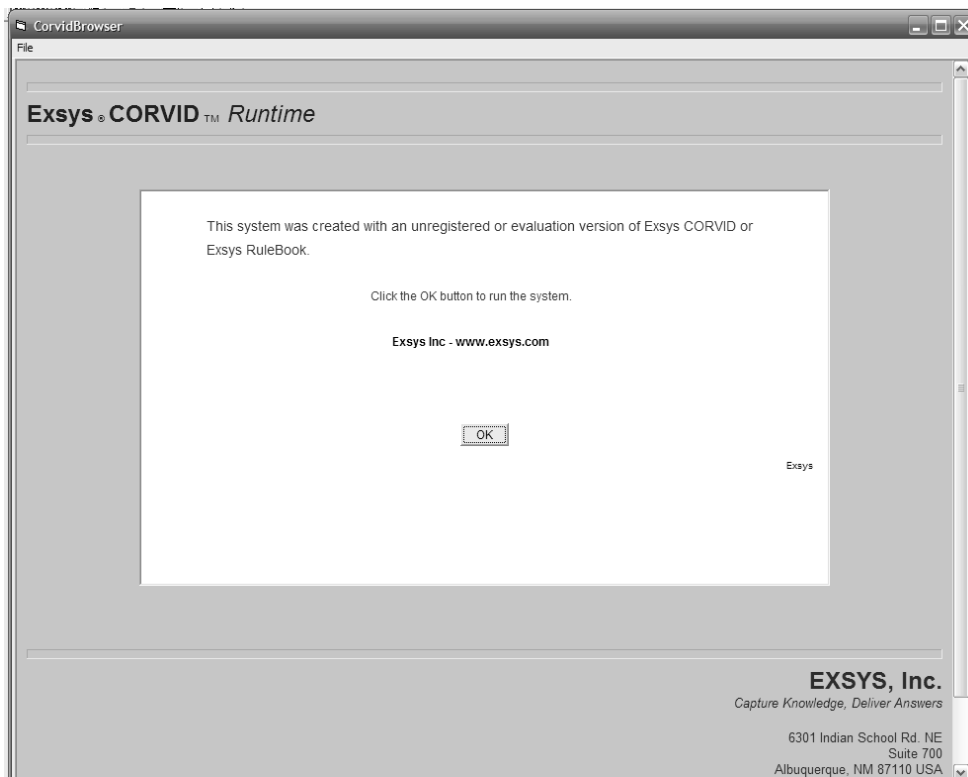 CorvidBrowser
File
Exsys ® CORVID TM Runtime
This system was created with an unregistered or evaluation version of Exsys CORVID or
Exsys RuleBook.
Click the OK button to run the system.
Exsys Inc - www.exsys.com
OK
Exsys
EXSYS, Inc.
Capture Knowledge, Deliver Answers
6301 Indian School Rd. NE
Suite 700
Albuquerque, NM 87110 USA